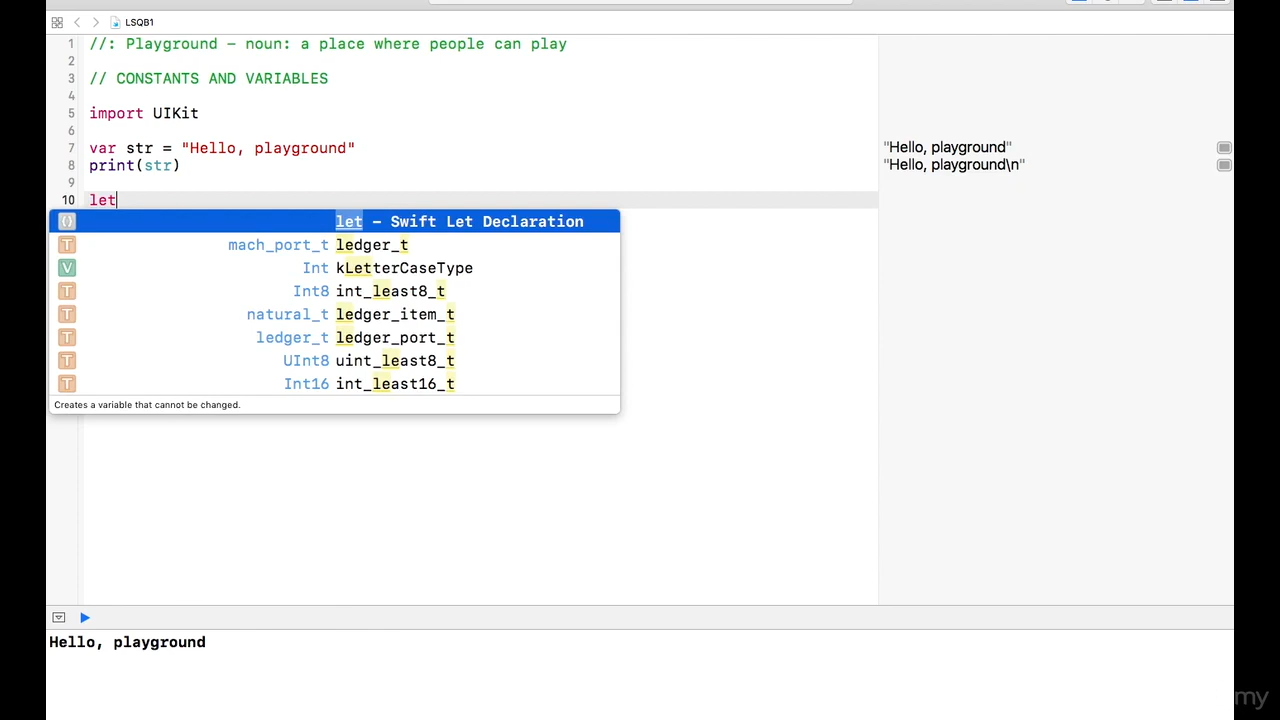 LSQB1
1 //: Playground - noun: a place where people can play
2
3 // CONSTANTS AND VARIABLES
4
5 import UIKit
6
7 var str = "Hello, playground" "Hello, playground"
8 print(str) "Hello, playground\n"
9
10 let
let - Swift Let Declaration
T mach_port_t ledger_t
V Int kLetterCaseType
T Int8 int_least8_t
T natural_t ledger_item_t
T ledger_t ledger_port_t
T UInt8 uint_least8_t
T Int16 int_least16_t
Creates a variable that cannot be changed.
Hello, playground
my